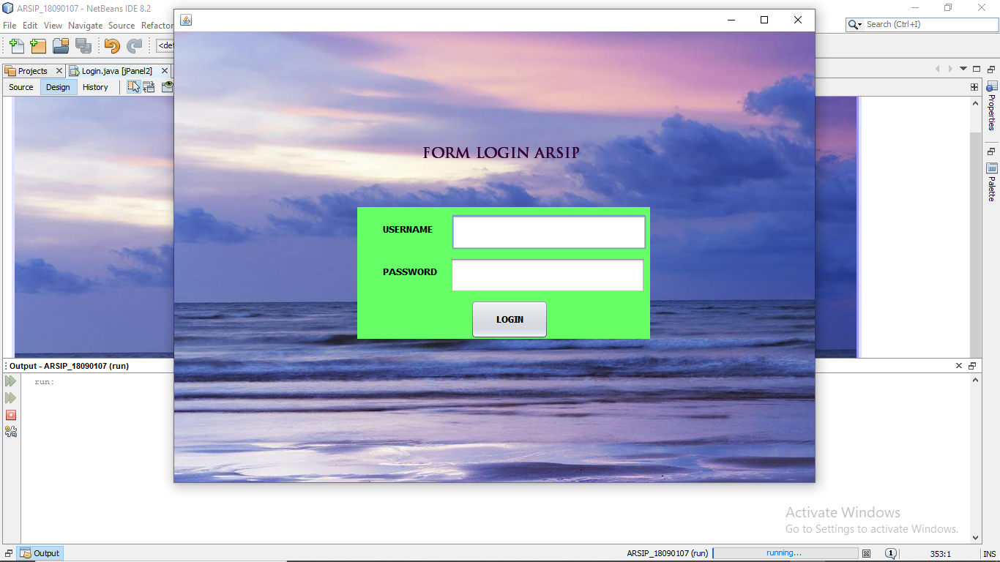 ARSIP_18090107 - NetBeans IDE 8.2
File Edit View Navigate Source Refactor
Search (Ctrl+I)
<def
Projects
Login.java [jPanel2]
Source Design History
Properties
Palette
FORM LOGIN ARSIP
USERNAME
PASSWORD
LOGIN
Output - ARSIP_18090107 (run)
run:
Activate Windows
Go to Settings to activate Windows.
Output
ARSIP_18090107 (run)
running...
1
353:1
INS